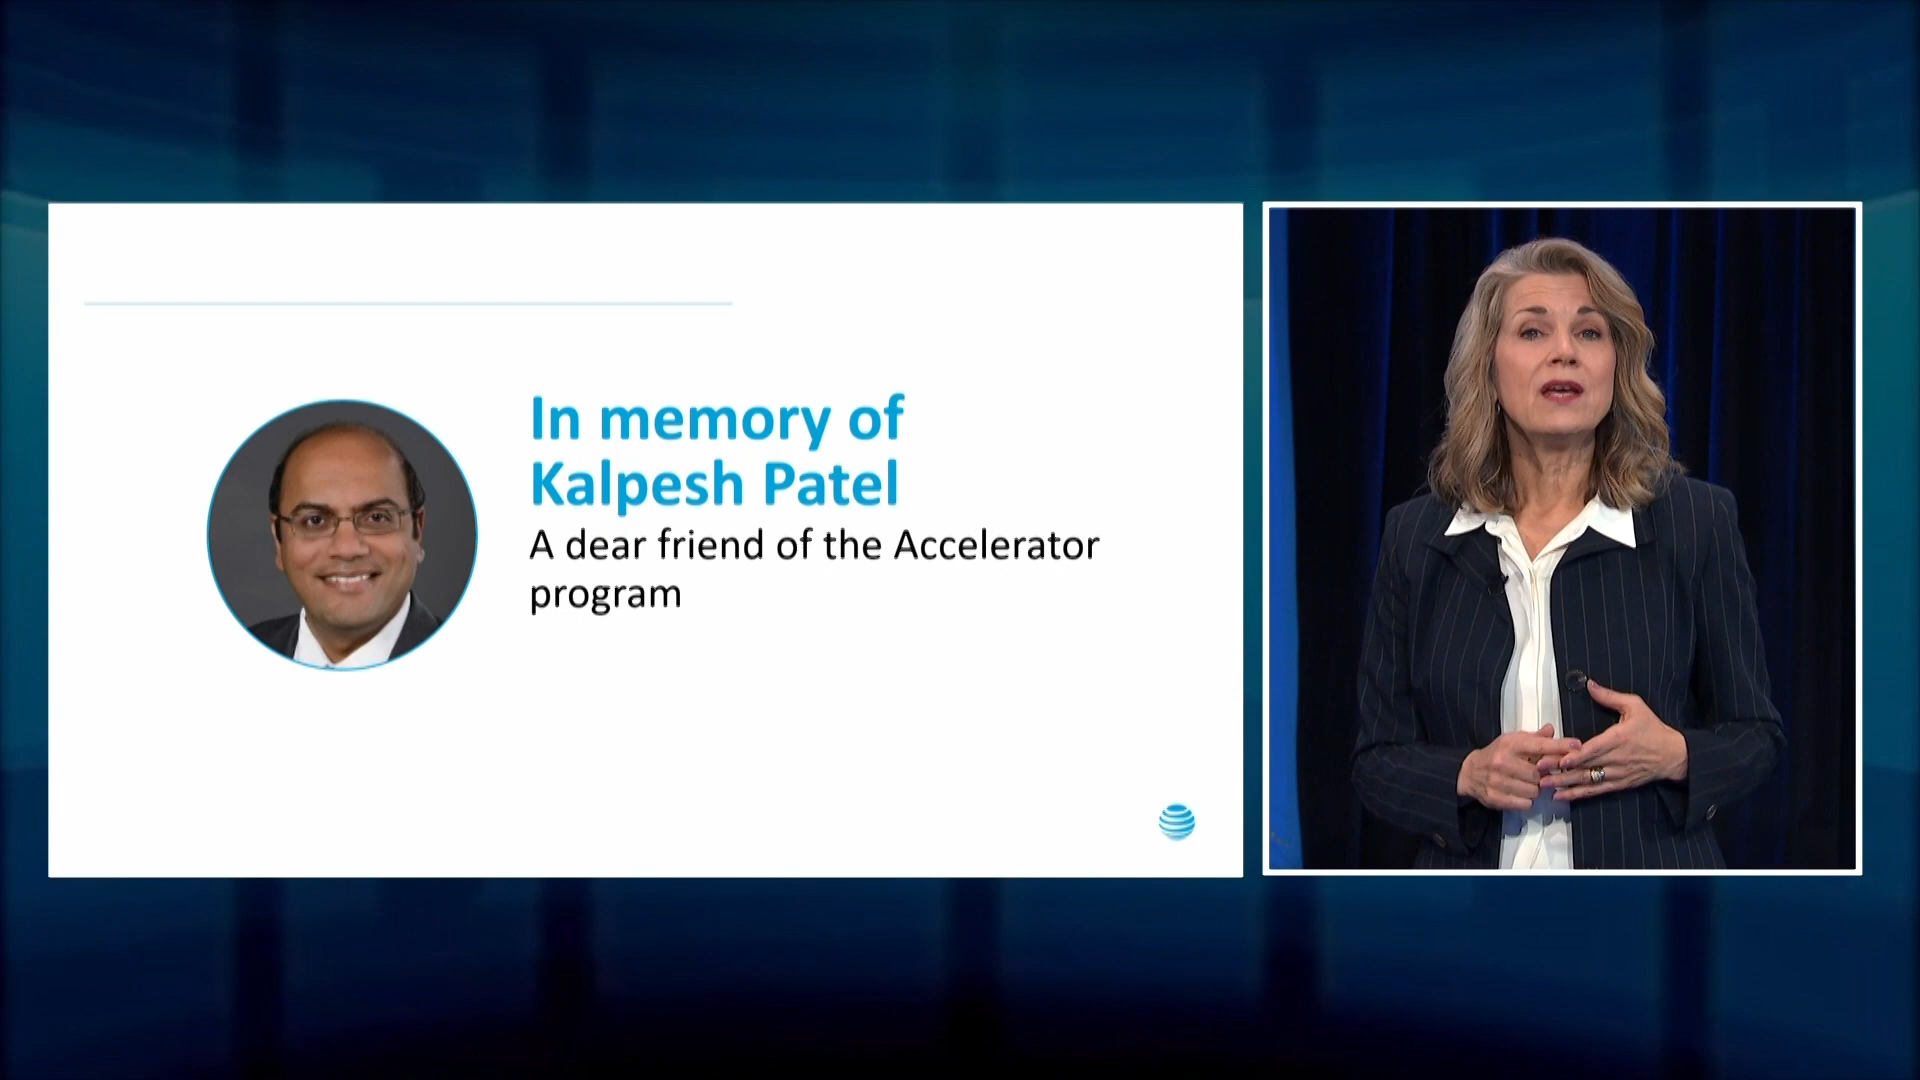 In memory of
Kalpesh Patel
A dear friend of the Accelerator
program